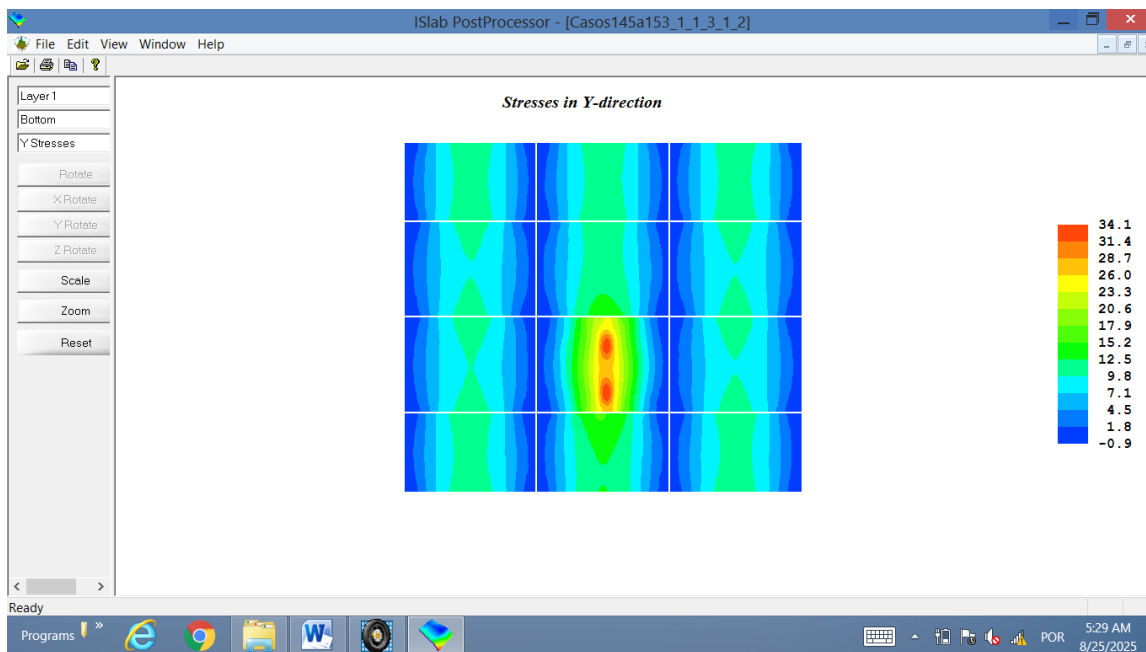 ISlab PostProcessor - [Casos145a153_1_1_3_1_2]
File Edit View Window Help
Layer 1
Bottom
Y Stresses
Rotate
X Rotate
Y Rotate
Z Rotate
Scale
Zoom
Reset
Stresses in Y-direction
34.1
31.4
28.7
26.0
23.3
20.6
17.9
15.2
12.5
9.8
7.1
4.5
1.8
-0.9
Ready
Programs » POR 5:29 AM
8/25/2025